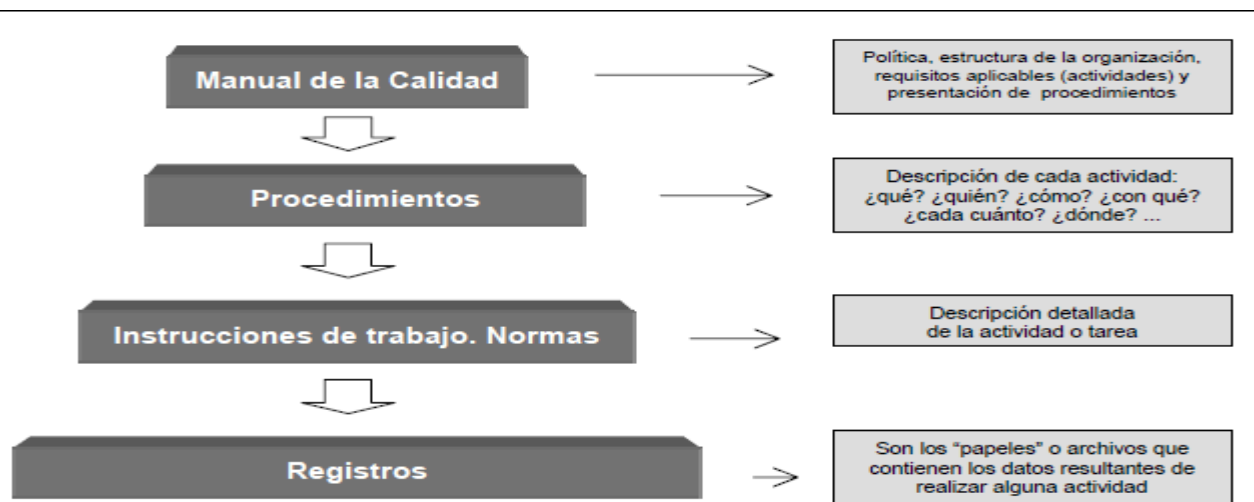 Manual de la Calidad
Política, estructura de la organización,
requisitos aplicables (actividades) y
presentación de procedimientos
Procedimientos
Descripción de cada actividad:
¿qué? ¿quién? ¿cómo? ¿con qué?
¿cada cuánto? ¿dónde? ...
Instrucciones de trabajo. Normas
Descripción detallada
de la actividad o tarea
Registros
Son los “papeles” o archivos que
contienen los datos resultantes de
realizar alguna actividad